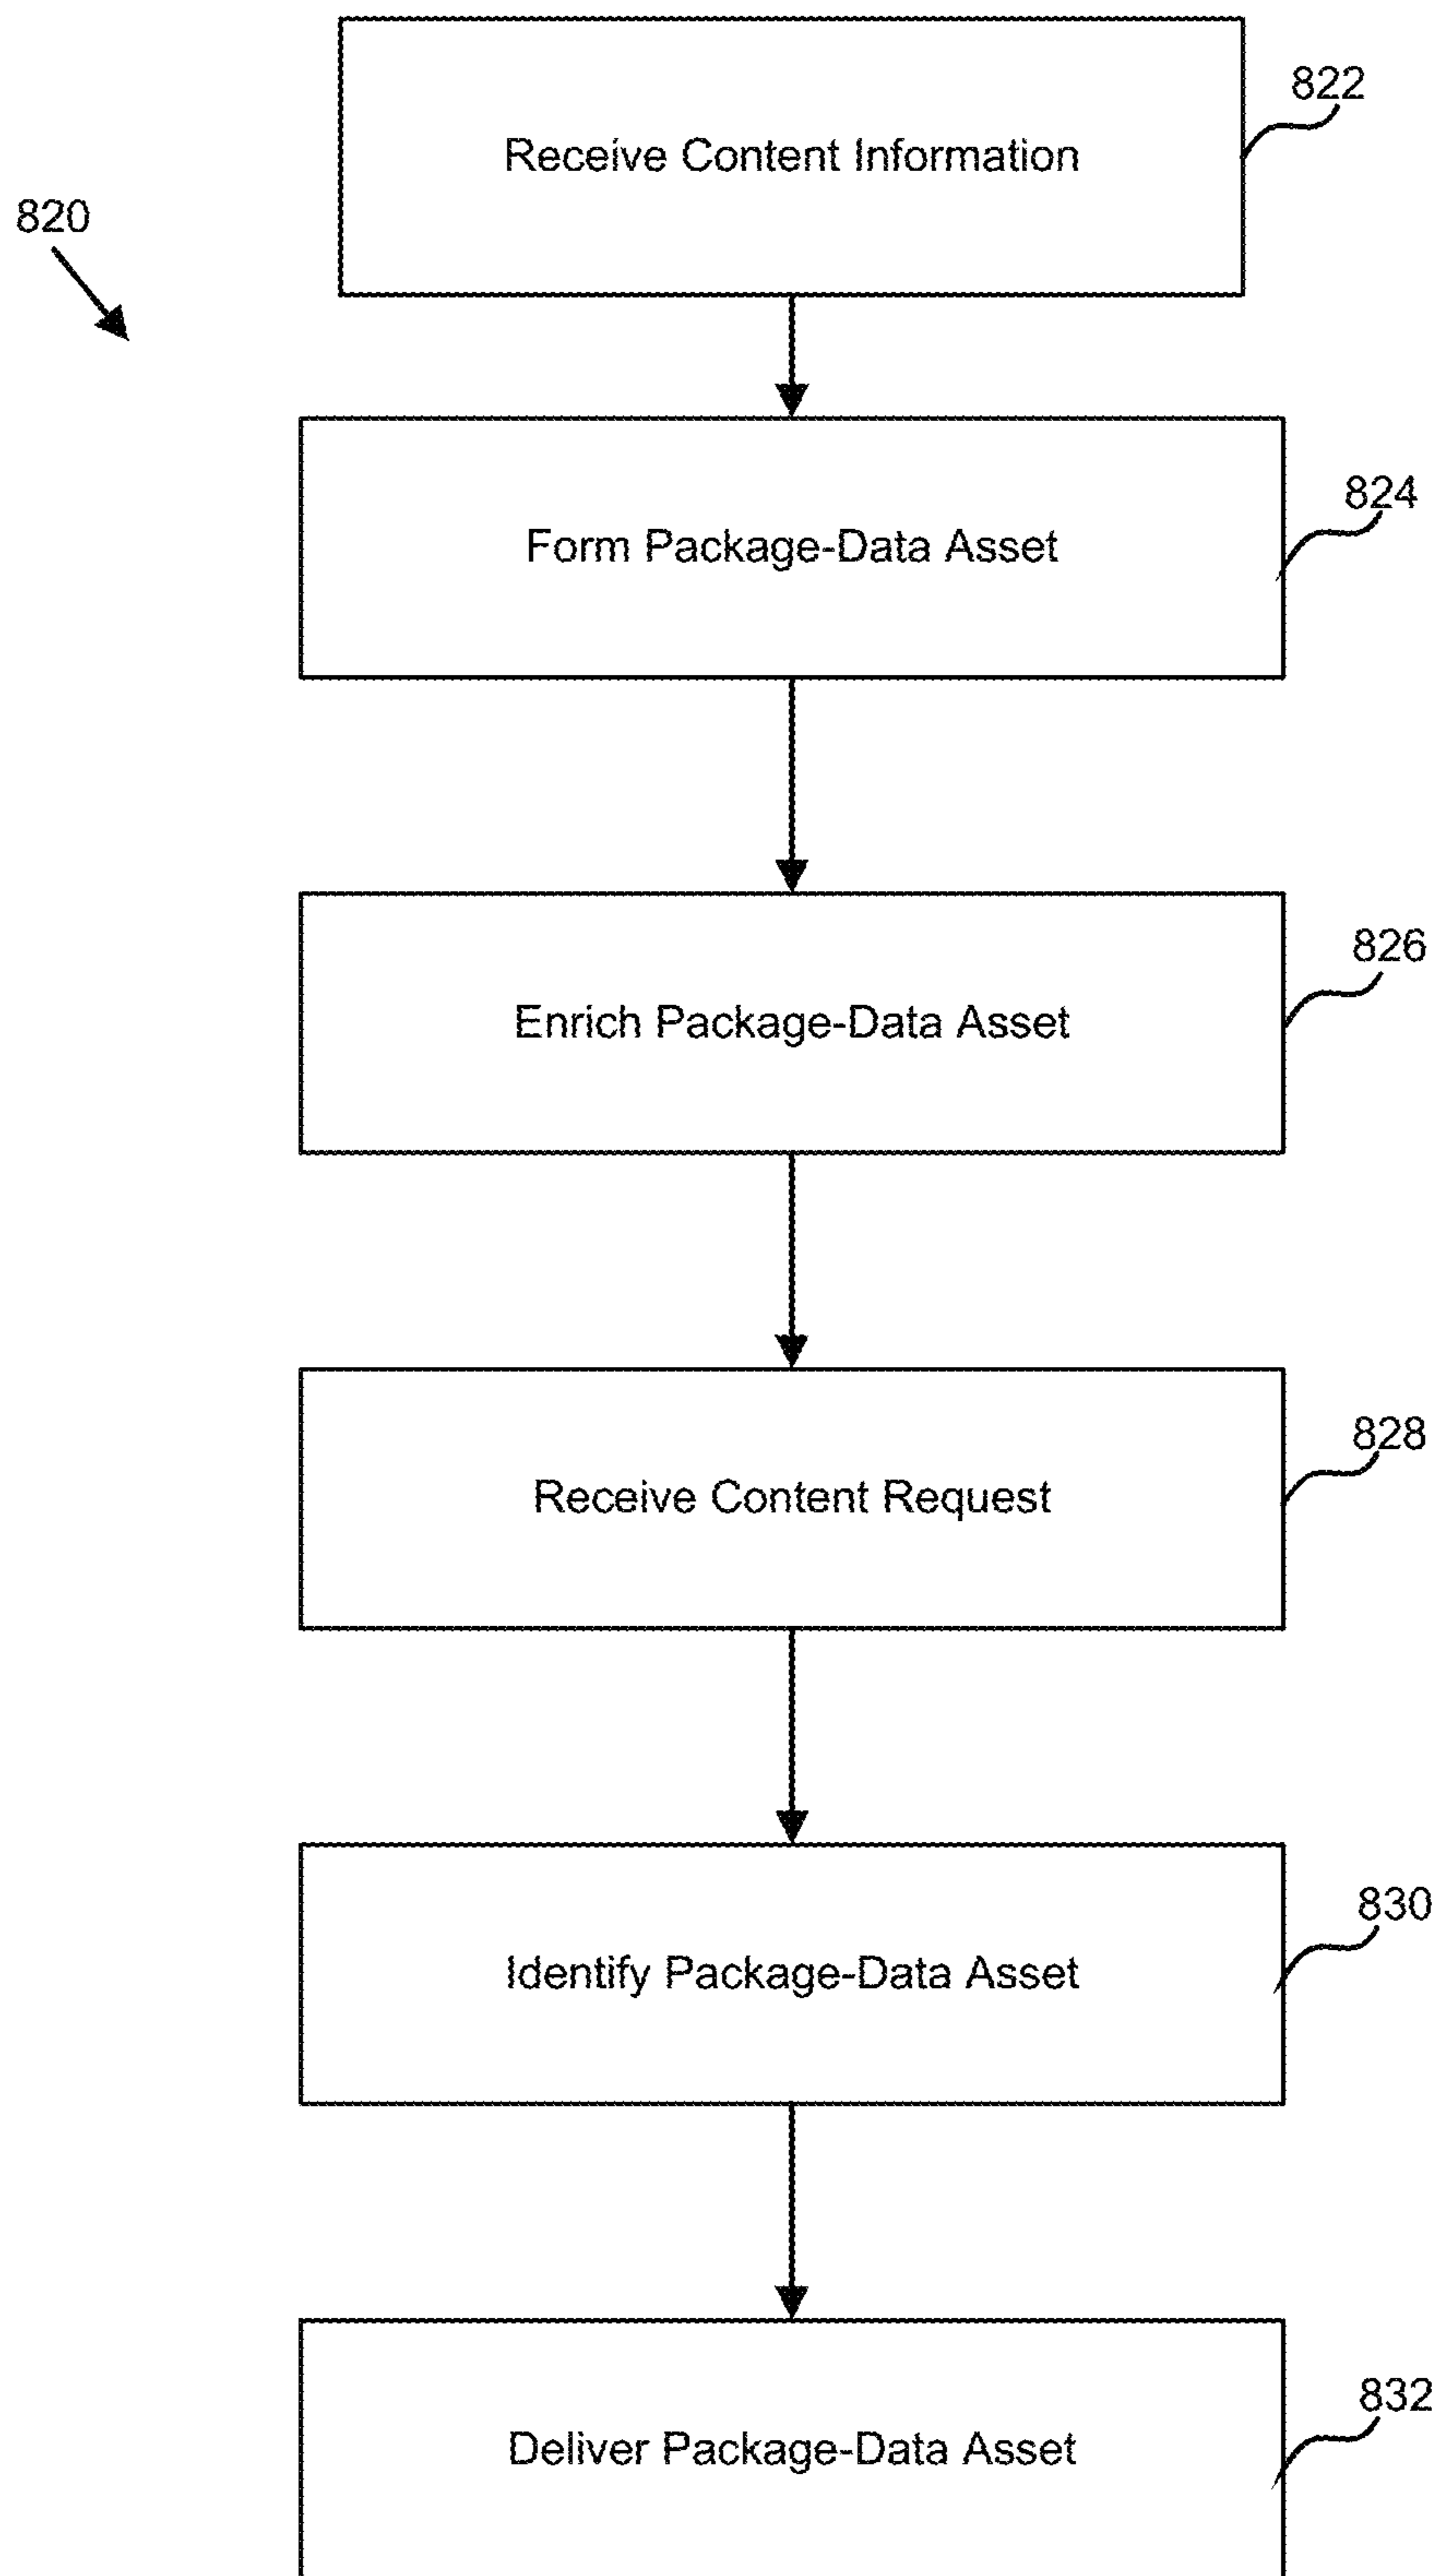 822
Receive Content Information
820
824
Form Package-Data Asset
826
Enrich Package-Data Asset
828
Receive Content Request
830
Identify Package-Data Asset
832
Deliver Package-Data Asset